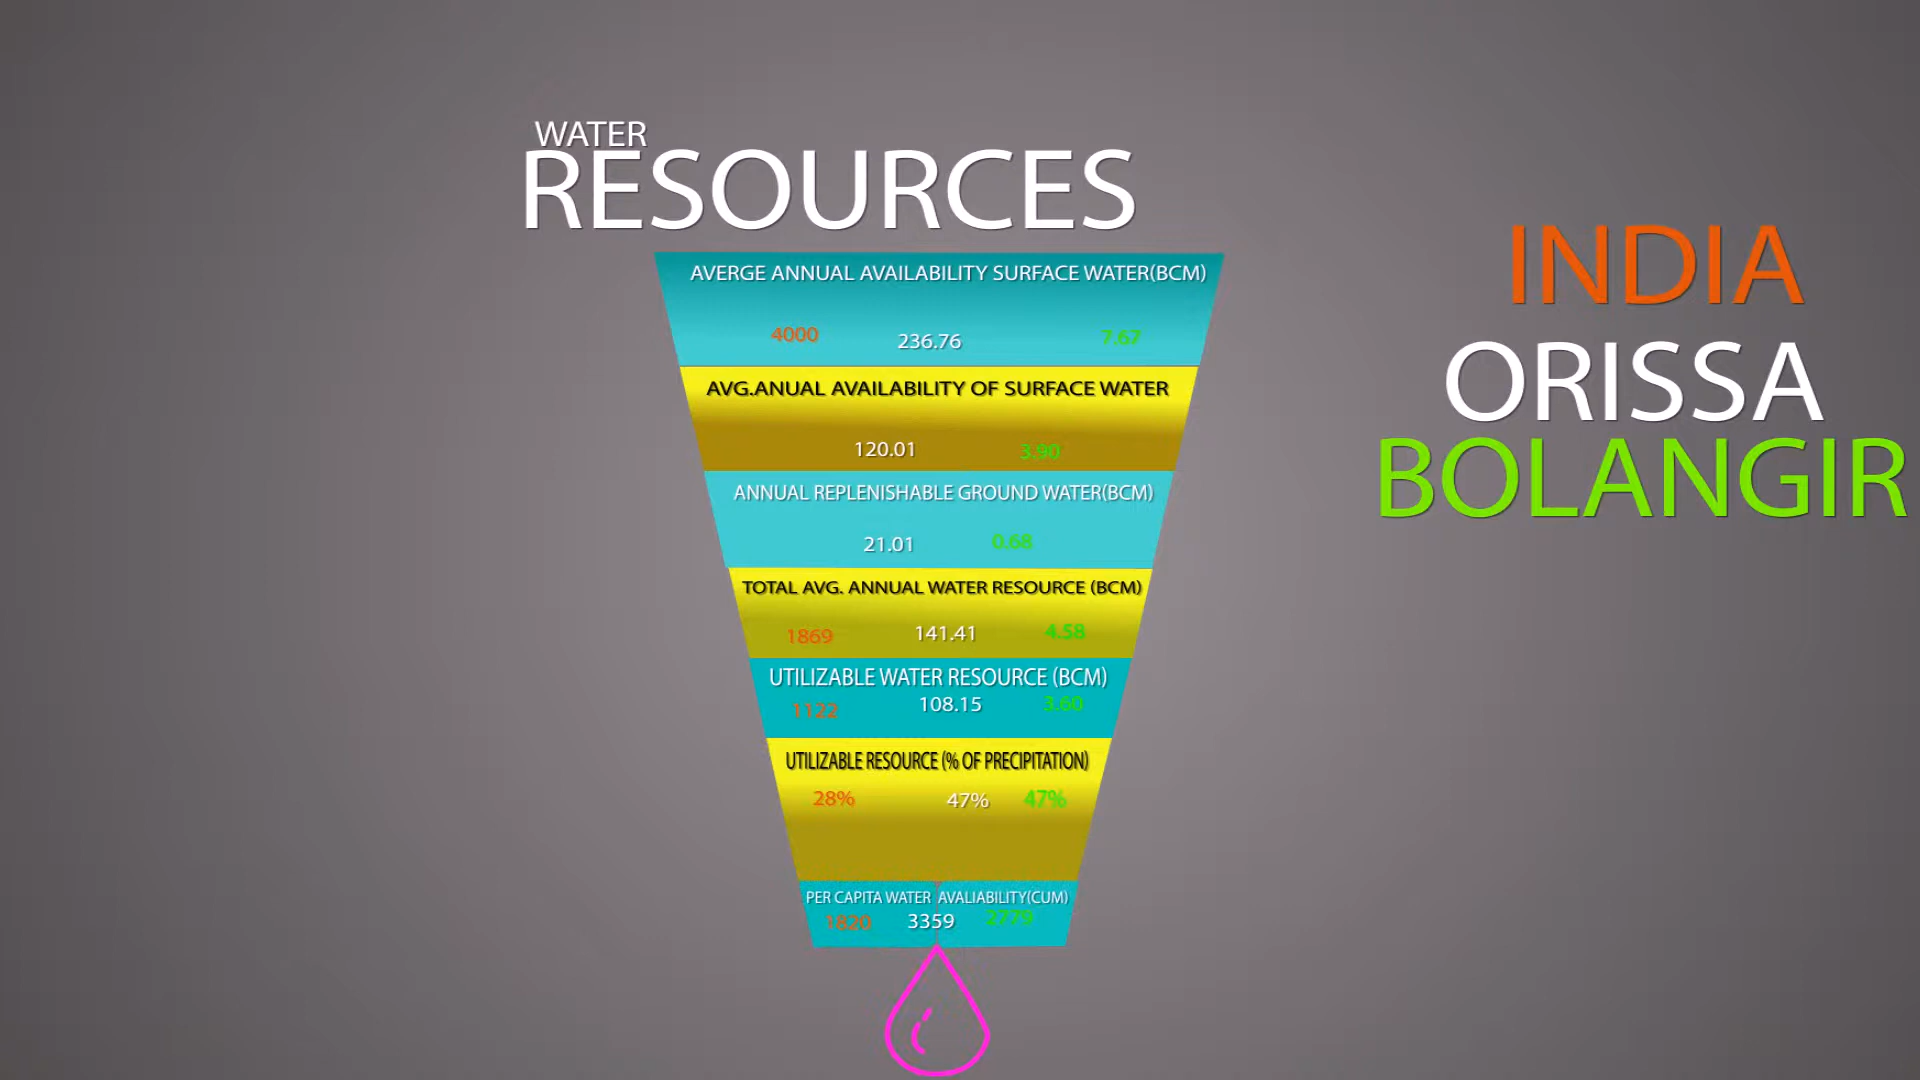 WATER
RESOURCES
INDIA
ORISSA
BOLANGIR
AVERGE ANNUAL AVAILABILITY SURFACE WATER(BCM)
4000 236.76 7.67
AVG.ANUAL AVAILABILITY OF SURFACE WATER
120.01 3.90
ANNUAL REPLENISHABLE GROUND WATER(BCM)
21.01 0.68
TOTAL AVG. ANNUAL WATER RESOURCE (BCM)
1869 141.41 4.58
UTILIZABLE WATER RESOURCE (BCM)
1122 108.15 3.60
UTILIZABLE RESOURCE (% OF PRECIPITATION)
28% 47% 47%
PER CAPITA WATER AVALIABILITY(CUM)
1820 3359 2779